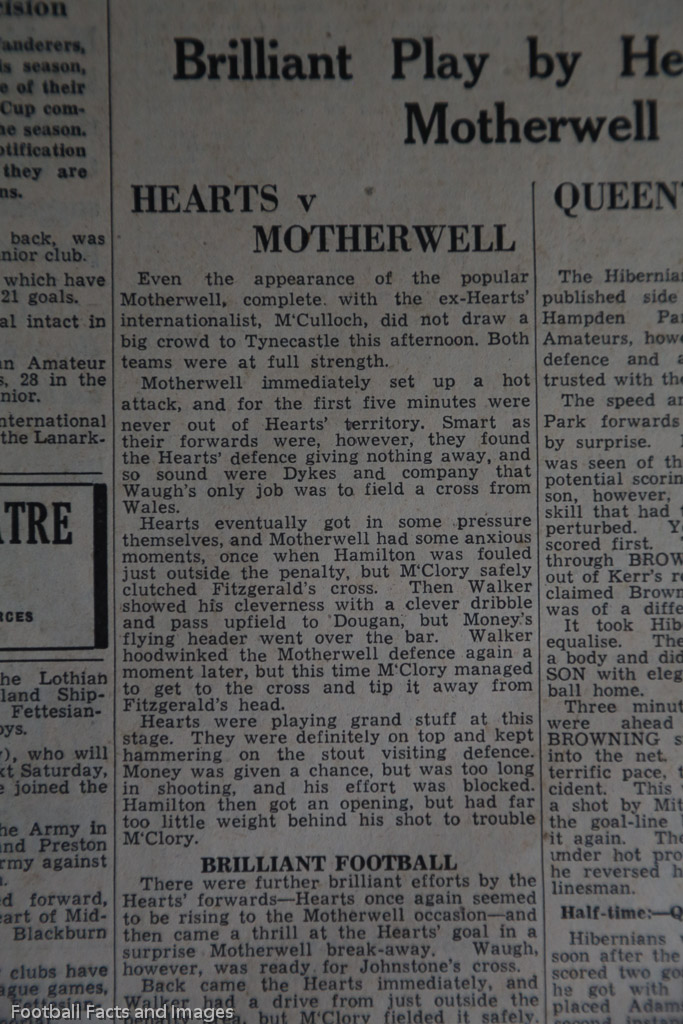 cision
anderers,
is season,
e of their
Cup com-
he season.
otification
they are
ns.
back, was
nior club.
which have
21 goals.
al intact in
an Amateur
s, 28 in the
nior.
nternational
the Lanark-
ATRE
RCES
he Lothian
land Ship-
Fettesian-
oys.
y), who will
xt Saturday,
e joined the
he Army in
and Preston
rmy against
d forward,
eart of Mid-
Blackburn
clubs have
ague games,
Brilliant Play by He
Motherwell
HEARTS v
MOTHERWELL
Even the appearance of the popular
Motherwell, complete with the ex-Hearts'
internationalist, M'Culloch, did not draw a
big crowd to Tynecastle this afternoon. Both
teams were at full strength.
Motherwell immediately set up a hot
attack, and for the first five minutes were
never out of Hearts' territory. Smart as
their forwards were, however, they found
the Hearts' defence giving nothing away, and
so sound were Dykes and company that
Waugh's only job was to field a cross from
Wales.
Hearts eventually got in some pressure
themselves, and Motherwell had some anxious
moments, once when Hamilton was fouled
just outside the penalty, but M'Clory safely
clutched Fitzgerald's cross. Then Walker
showed his cleverness with a clever dribble
and pass upfield to Dougan, but Money's
flying header went over the bar. Walker
hoodwinked the Motherwell defence again a
moment later, but this time M'Clory managed
to get to the cross and tip it away from
Fitzgerald's head.
Hearts were playing grand stuff at this
stage. They were definitely on top and kept
hammering on the stout visiting defence.
Money was given a chance, but was too long
in shooting, and his effort was blocked.
Hamilton then got an opening, but had far
too little weight behind his shot to trouble
M'Clory.
BRILLIANT FOOTBALL
There were further brilliant efforts by the
Hearts' forwards—Hearts once again seemed
to be rising to the Motherwell occasion—and
then came a thrill at the Hearts' goal in a
surprise Motherwell break-away. Waugh,
however, was ready for Johnstone's cross.
Back came the Hearts immediately, and
Walker had a drive from just outside the
penalty area, but M'Clory fielded it safely.
QUEEN'
The Hibernia
published side
Hampden Pa
Amateurs, how
defence and a
trusted with the
The speed an
Park forwards
by surprise.
was seen of th
potential scorin
son, however,
skill that had t
perturbed. Y
scored first.
through BROW
out of Kerr's r
claimed Brown
was of a diffe
It took Hib
equalise. The
a body and did
SON with eleg
ball home.
Three minut
were ahead
BROWNING s
into the net.
terrific pace, t
cident. This
a shot by Mit
the goal-line
it again. The
under hot pro
he reversed h
linesman.
Half-time:—Q
Hibernians
soon after the
scored two go
he got with
placed Adam
Football Facts and Images